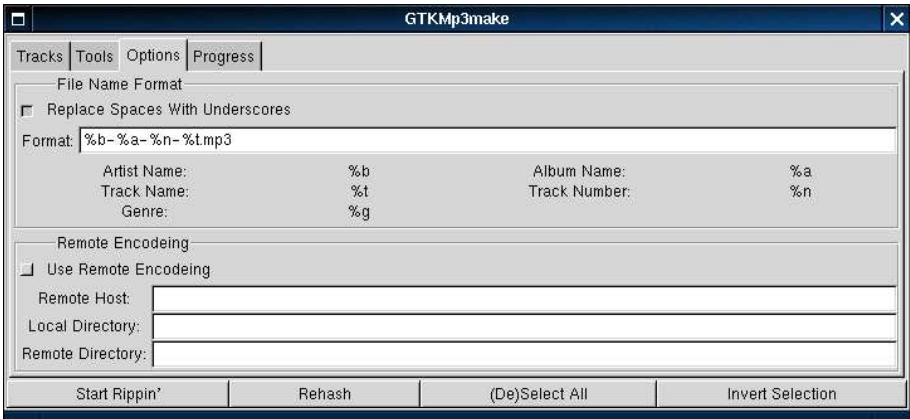 GTKMp3make
Tracks Tools Options Progress
File Name Format
Replace Spaces With Underscores
Format: %b-%a-%n-%t.mp3
Artist Name: %b Album Name: %a
Track Name: %t Track Number: %n
Genre: %g
Remote Encodeing
Use Remote Encodeing
Remote Host:
Local Directory:
Remote Directory:
Start Rippin' Rehash (De)Select All Invert Selection